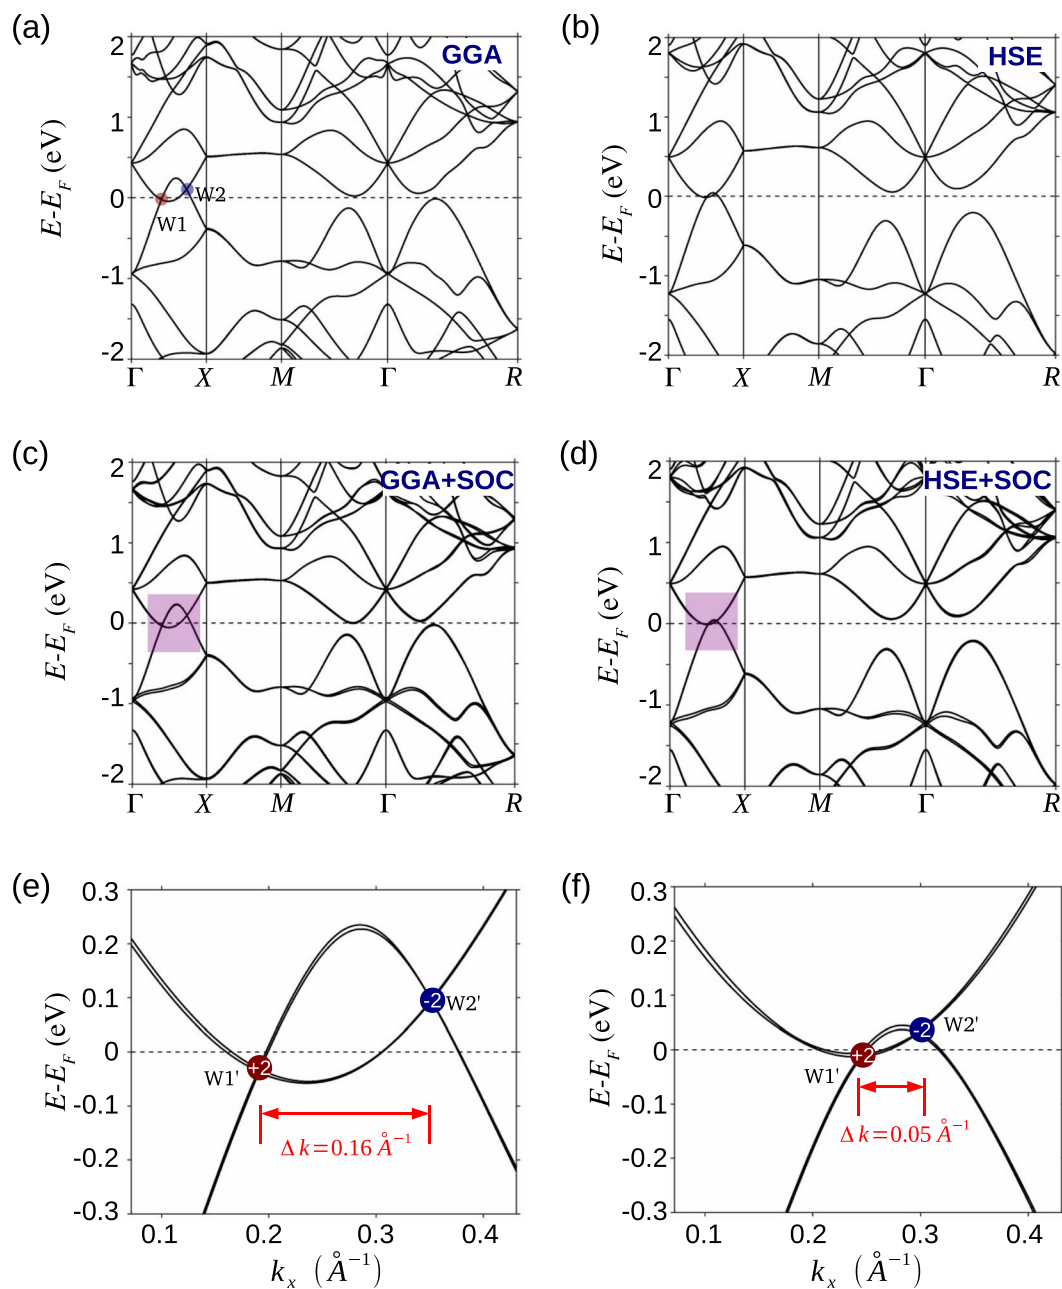 (a)
GGA
2
1
0
-1
-2
E-E_F (eV)
W1
W2
Γ X M Γ R
(b)
HSE
2
1
0
-1
-2
E-E_F (eV)
Γ X M Γ R
(c)
GGA+SOC
2
1
0
-1
-2
E-E_F (eV)
Γ X M Γ R
(d)
HSE+SOC
2
1
0
-1
-2
E-E_F (eV)
Γ X M Γ R
(e)
0.3
0.2
0.1
0
-0.1
-0.2
-0.3
E-E_F (eV)
+2
W1'
-2
W2'
Δ k=0.16 Å⁻¹
0.1 0.2 0.3 0.4
k_x (Å⁻¹)
(f)
0.3
0.2
0.1
0
-0.1
-0.2
-0.3
E-E_F (eV)
+2
W1'
-2
W2'
Δ k=0.05 Å⁻¹
0.1 0.2 0.3 0.4
k_x (Å⁻¹)